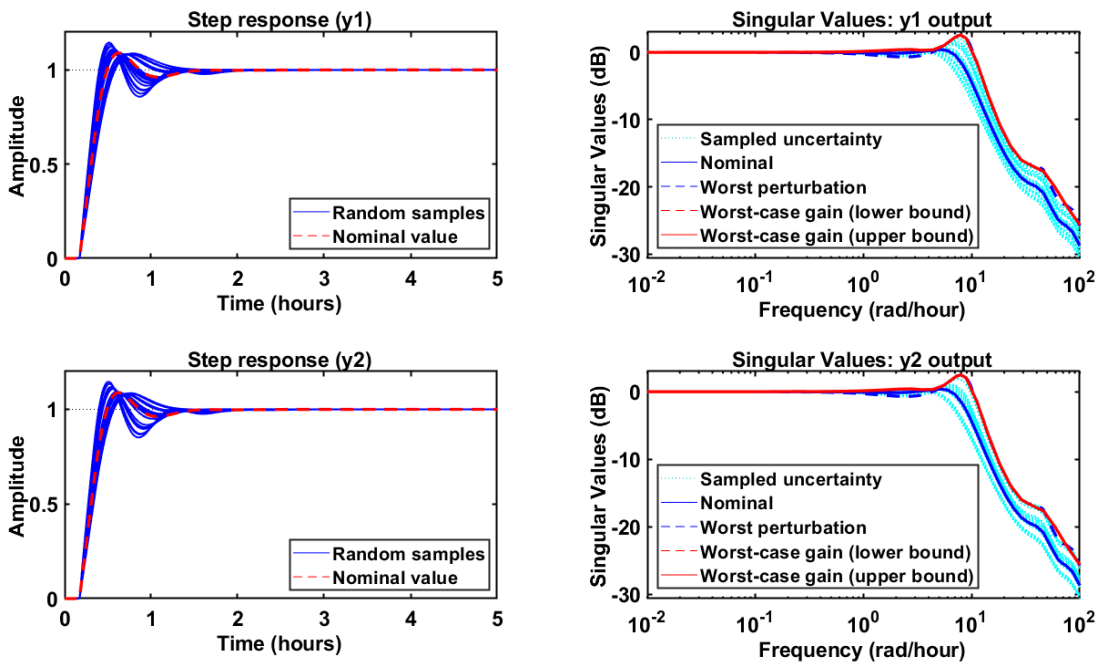 Step response (y1)
Amplitude
1
0.5
0
Random samples
Nominal value
0 1 2 3 4 5
Time (hours)
Singular Values: y1 output
Singular Values (dB)
0
-10
-20
-30
Sampled uncertainty
Nominal
Worst perturbation
Worst-case gain (lower bound)
Worst-case gain (upper bound)
10^-2 10^-1 10^0 10^1 10^2
Frequency (rad/hour)
Step response (y2)
Amplitude
1
0.5
0
Random samples
Nominal value
0 1 2 3 4 5
Time (hours)
Singular Values: y2 output
Singular Values (dB)
0
-10
-20
-30
Sampled uncertainty
Nominal
Worst perturbation
Worst-case gain (lower bound)
Worst-case gain (upper bound)
10^-2 10^-1 10^0 10^1 10^2
Frequency (rad/hour)